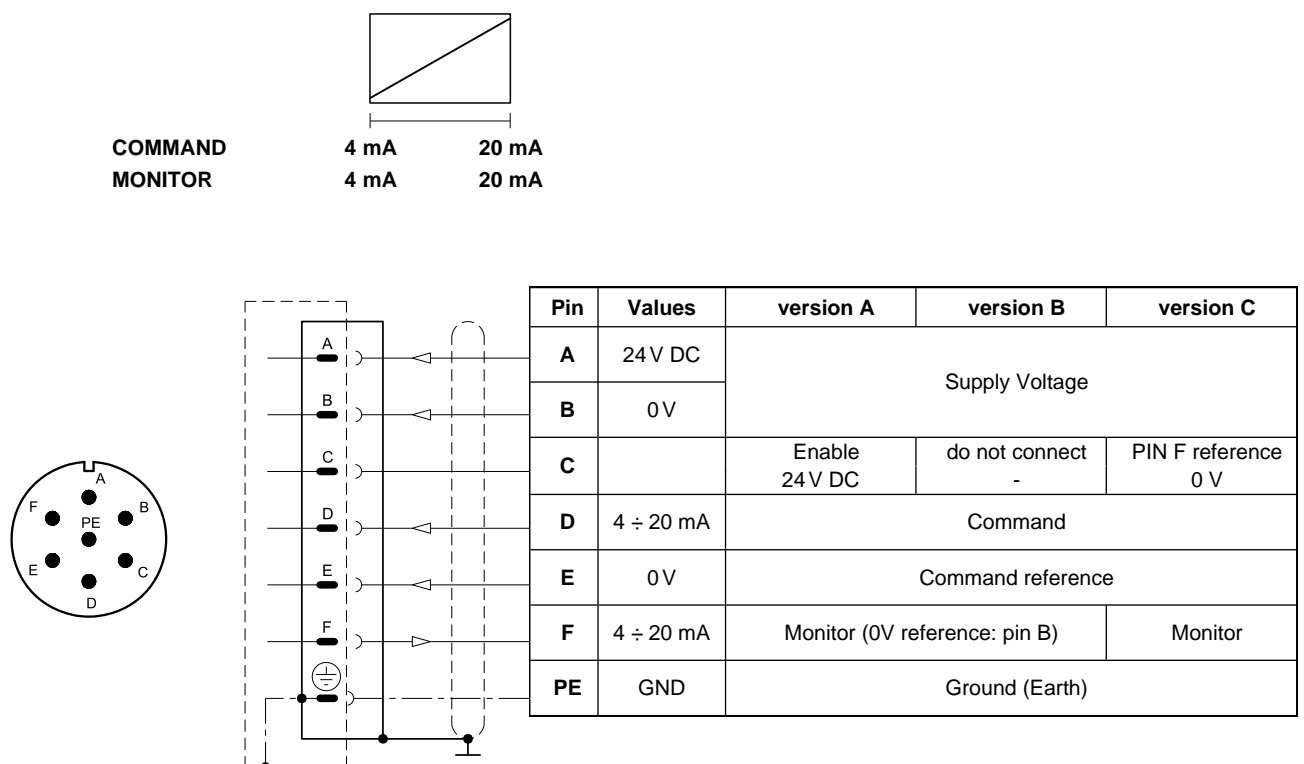 COMMAND 4 mA 20 mA
MONITOR 4 mA 20 mA
A
F B
PE
E C
D
A
B
C
D
E
F
Pin Values version A version B version C
A 24 V DC
Supply Voltage
B 0 V
C Enable do not connect PIN F reference
24 V DC - 0 V
D 4 ÷ 20 mA Command
E 0 V Command reference
F 4 ÷ 20 mA Monitor (0V reference: pin B) Monitor
PE GND Ground (Earth)